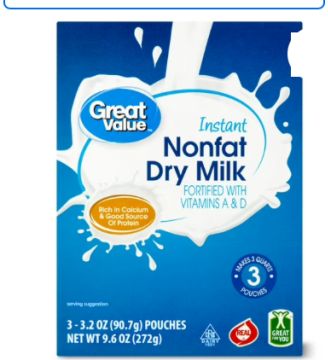 Great
Value
Instant
Nonfat
Dry Milk
FORTIFIED WITH
VITAMINS A & D
Rich in Calcium
& Good Source
Of Protein
MAKES 3 QUARTS
3
POUCHES
serving suggestion
3 - 3.2 OZ (90.7g) POUCHES
NET WT 9.6 OZ (272g)
DAIRY
REAL
GREAT
FOR YOU